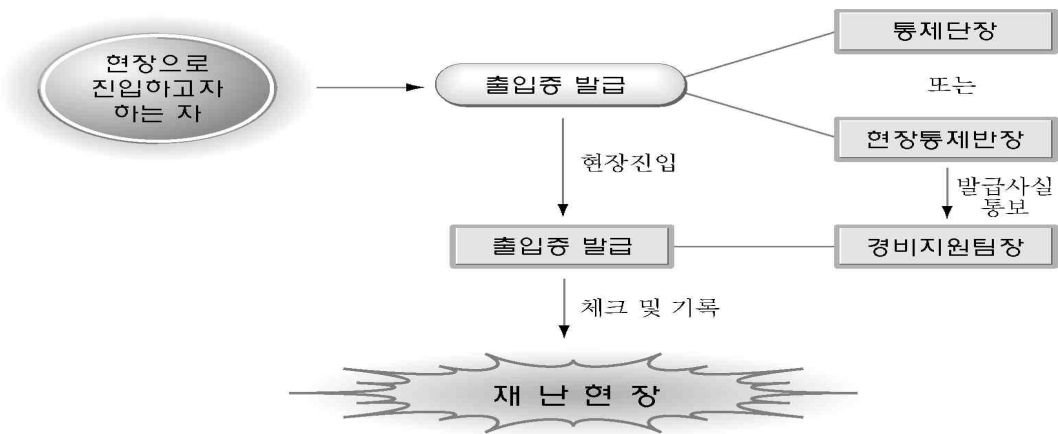 현장으로
진입하고자
하는 자
출입증 발급
통제단장
또는
현장통제반장
현장진입
발급사실
통보
출입증 발급
경비지원팀장
체크 및 기록
재 난 현 장